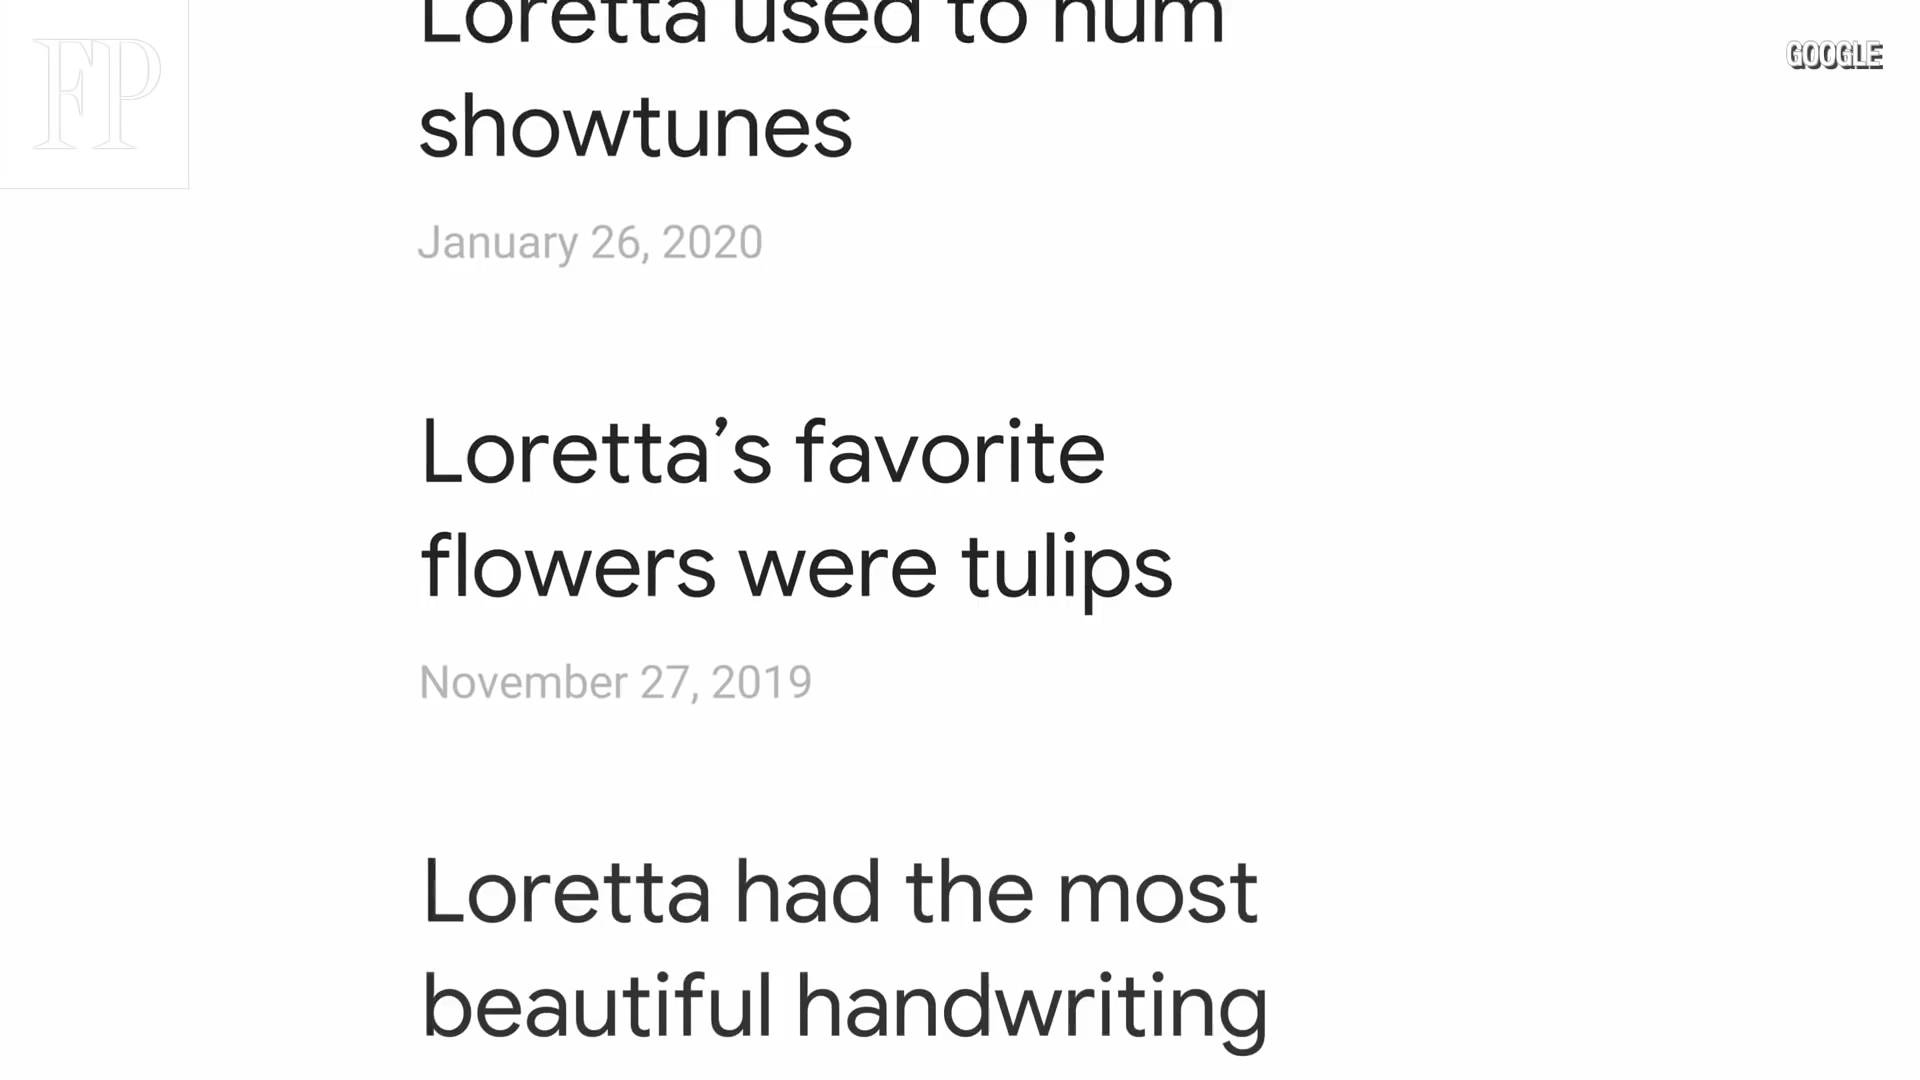 FP
GOOGLE
Loretta used to hum
showtunes
January 26, 2020
Loretta’s favorite
flowers were tulips
November 27, 2019
Loretta had the most
beautiful handwriting